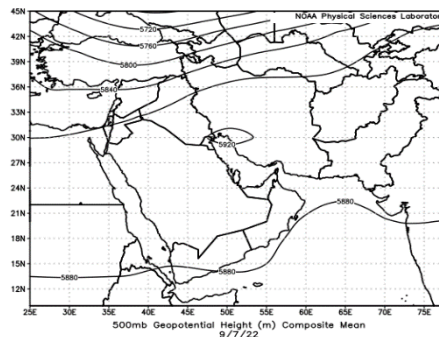 NOAA Physical Sciences Laborator
45N
42N
39N
36N
33N
30N
27N
24N
21N
18N
15N
12N
5720
5760
5800
5840
5920
5880
5880
5880
25E 30E 35E 40E 45E 50E 55E 60E 65E 70E 75E
500mb Geopotential Height (m) Composite Mean
9/7/22